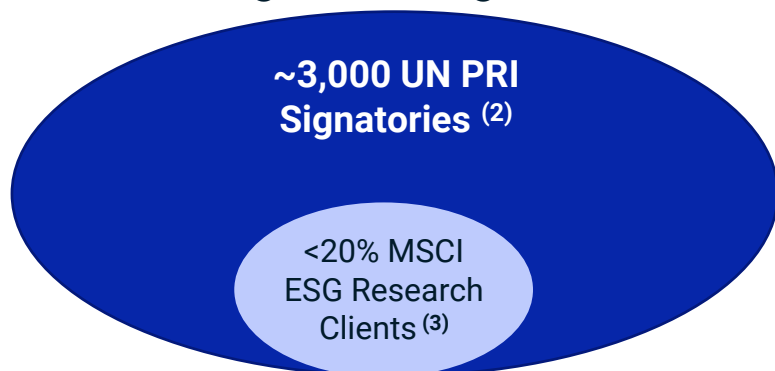 ~3,000 UN PRI
Signatories (2)
<20% MSCI
ESG Research
Clients (3)